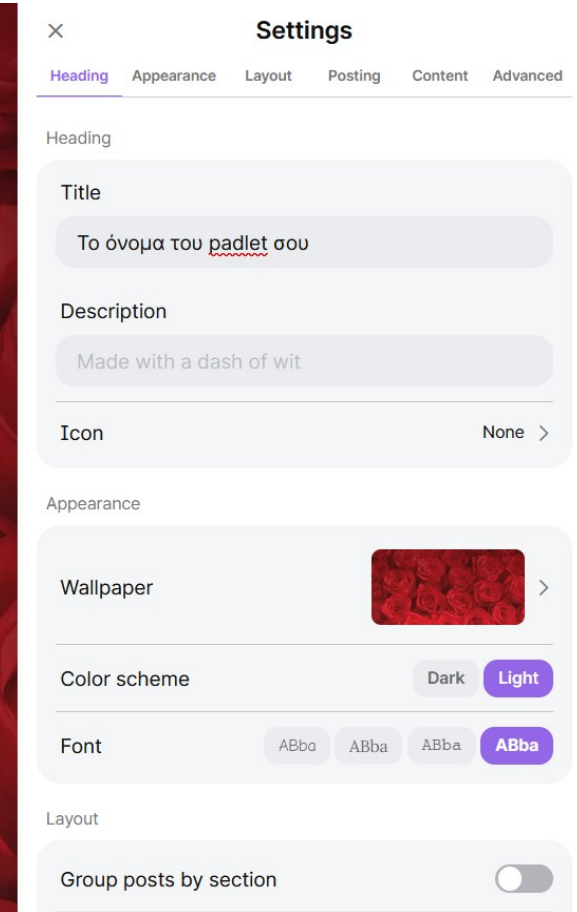 Settings
Heading Appearance Layout Posting Content Advanced
Heading
Title
Το όνομα του padlet σου
Description
Made with a dash of wit
Icon None
Appearance
Wallpaper
Color scheme Dark Light
Font ABba ABba ABba ABba
Layout
Group posts by section